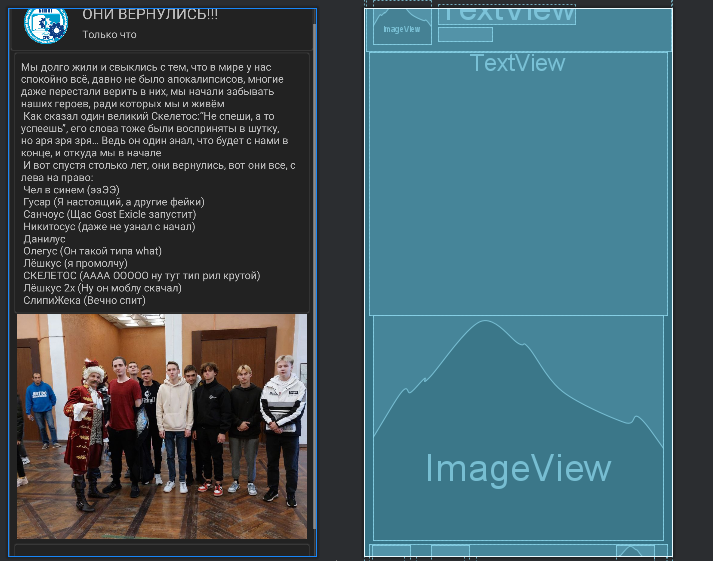 ОНИ ВЕРНУЛИСЬ!!!
Только что
Мы долго жили и свыклись с тем, что в мире у нас
спокойно всё, давно не было апокалипсисов, многие
даже перестали верить в них, мы начали забывать
наших героев, ради которых мы и живём
Как сказал один великий Скелетос:"Не спеши, а то
успеешь", его слова тоже были восприняты в шутку,
но зря зря зря... Ведь он один знал, что будет с нами в
конце, и откуда мы в начале
И вот спустя столько лет, они вернулись, вот они все, с
лева на право:
Чел в синем (ээЭЭ)
Гусар (Я настоящий, а другие фейки)
Санчоус (Щас Gost Exicle запустит)
Никитосус (даже не узнал с начал)
Данилус
Олегус (Он такой типа what)
Лёшкус (я промолчу)
СКЕЛЕТОС (АААА ООООО ну тут тип рил крутой)
Лёшкус 2х (Ну он моблу скачал)
СлипиЖека (Вечно спит)
TextView
ImageView
TextView
ImageView